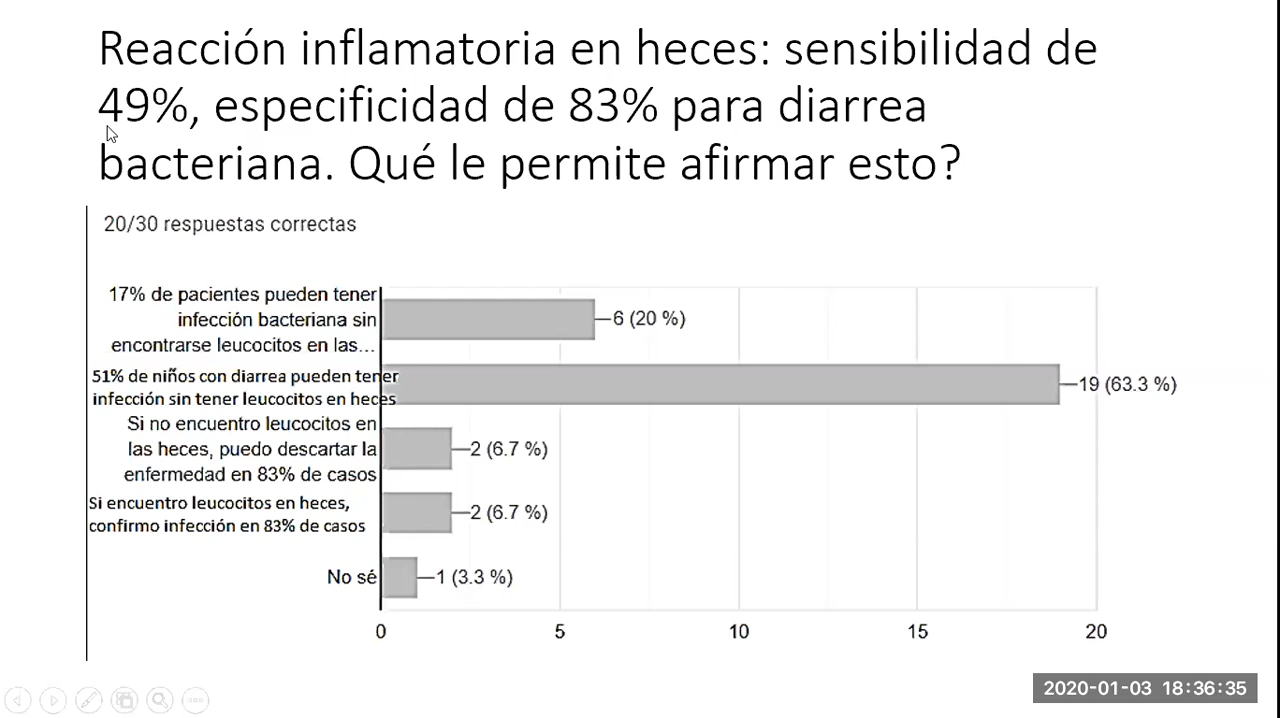 Reacción inflamatoria en heces: sensibilidad de
49%, especificidad de 83% para diarrea
bacteriana. Qué le permite afirmar esto?
20/30 respuestas correctas
17% de pacientes pueden tener
infección bacteriana sin
encontrarse leucocitos en las...
6 (20 %)
51% de niños con diarrea pueden tener
infección sin tener leucocitos en heces
19 (63.3 %)
Si no encuentro leucocitos en
las heces, puedo descartar la
enfermedad en 83% de casos
2 (6.7 %)
Si encuentro leucocitos en heces,
confirmo infección en 83% de casos
2 (6.7 %)
No sé
1 (3.3 %)
0 5 10 15 20
2020-01-03 18:36:35